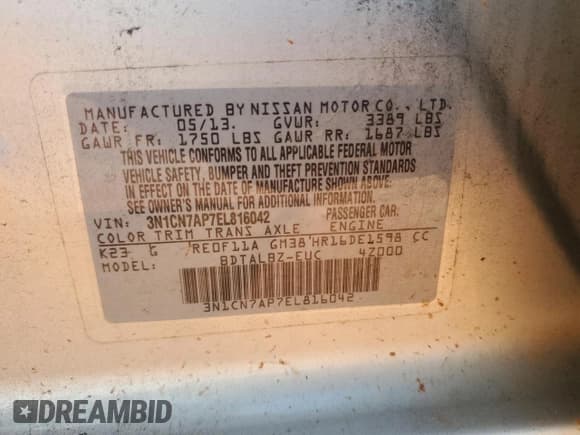 MANUFACTURED BY NISSAN MOTOR CO., LTD.
DATE: 05/13. GVWR: 3389 LBS
GAWR FR: 1750 LBS GAWR RR: 1687 LBS
THIS VEHICLE CONFORMS TO ALL APPLICABLE FEDERAL MOTOR
VEHICLE SAFETY, BUMPER AND THEFT PREVENTION STANDARDS
IN EFFECT ON THE DATE OF MANUFACTURE SHOWN ABOVE.
SEE OWNER'S MANUAL FOR ADDITIONAL INFORMATION.
VIN: 3N1CN7AP7EL816042 PASSENGER CAR.
COLOR TRIM TRANS AXLE ENGINE
K23 G RE0F11A GM38 HR16DE1598 CC
MODEL: BDTALBZ-EUC 4Z000
3N1CN7AP7EL816042
DREAMBID